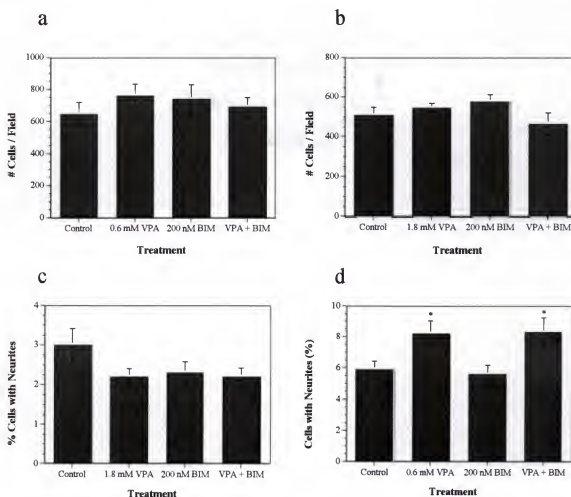 a
1000
800
600
400
200
0
# Cells / Field
Control 0.6 mM VPA 200 nM BIM VPA + BIM
Treatment
b
800
600
400
200
0
# Cells / Field
Control 1.8 mM VPA 200 nM BIM VPA + BIM
Treatment
c
4
3
2
1
0
% Cells with Neurites
Control 1.8 mM VPA 200 nM BIM VPA + BIM
Treatment
d
10
8
6
4
2
0
Cells with Neurites (%)
* *
Control 0.6 mM VPA 200 nM BIM VPA + BIM
Treatment